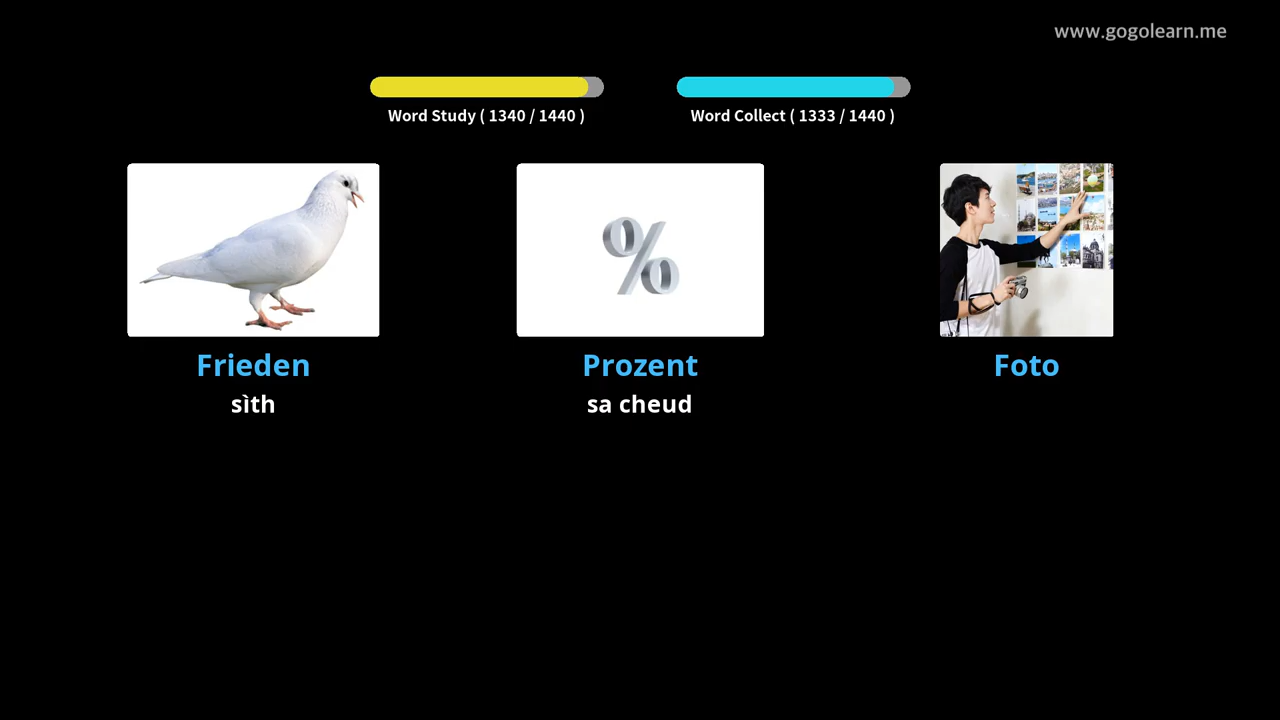 www.gogolearn.me
Word Study ( 1340 / 1440 )
Word Collect ( 1333 / 1440 )
%
Frieden
Prozent
Foto
sìth
sa cheud